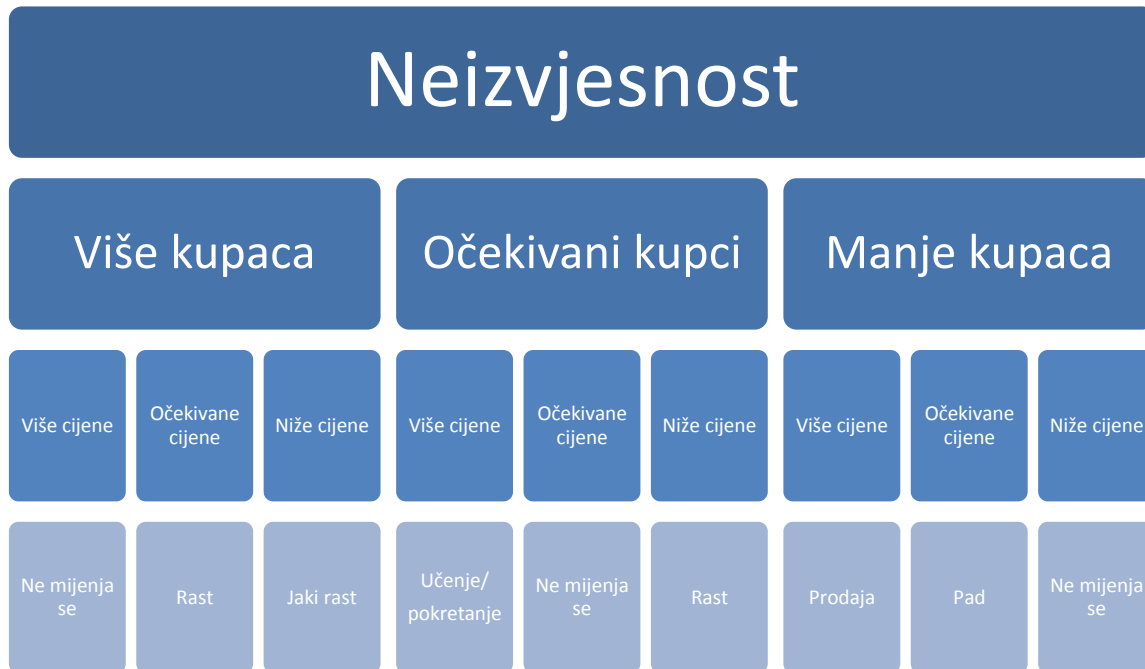 Neizvjesnost
Više kupaca
Očekivani kupci
Manje kupaca
Više cijene
Očekivane
cijene
Niže cijene
Više cijene
Očekivane
cijene
Niže cijene
Više cijene
Očekivane
cijene
Niže cijene
Ne mijenja
se
Rast
Jaki rast
Učenje/
pokretanje
Ne mijenja
se
Rast
Prodaja
Pad
Ne mijenja
se